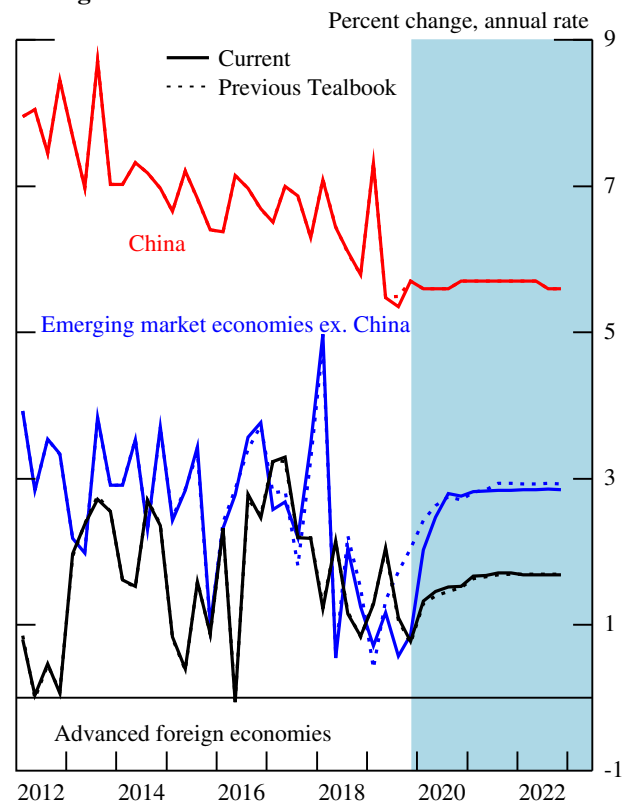 Percent change, annual rate
9
Current
Previous Tealbook
7
China
Emerging market economies ex. China
5
3
1
Advanced foreign economies
-1
2012 2014 2016 2018 2020 2022